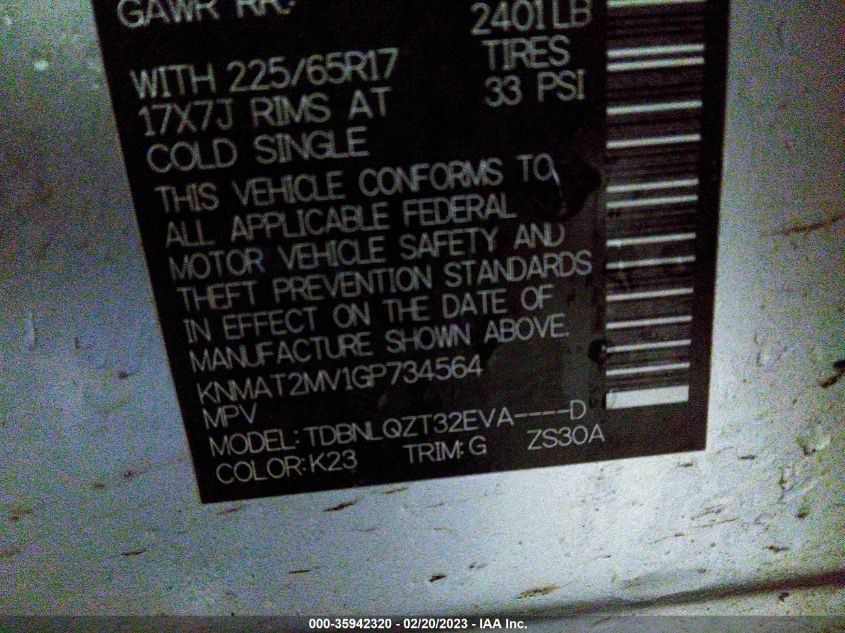 GAWR RR: 2401LB
WITH 225/65R17 TIRES
17X7J RIMS AT 33 PSI
COLD SINGLE
THIS VEHICLE CONFORMS TO
ALL APPLICABLE FEDERAL
MOTOR VEHICLE SAFETY AND
THEFT PREVENTION STANDARDS
IN EFFECT ON THE DATE OF
MANUFACTURE SHOWN ABOVE.
KNMAT2MV1GP734564
MPV
MODEL: TDBNLQZT32EVA----D
COLOR: K23 TRIM: G ZS30A
000-35942320 - 02/20/2023 - IAA Inc.